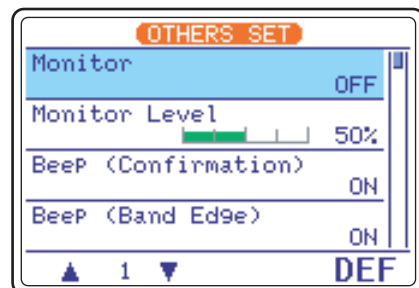 OTHERS SET
Monitor
OFF
Monitor Level
50%
Beep (Confirmation)
ON
Beep (Band Edge)
ON
▲ 1 ▼ DEF